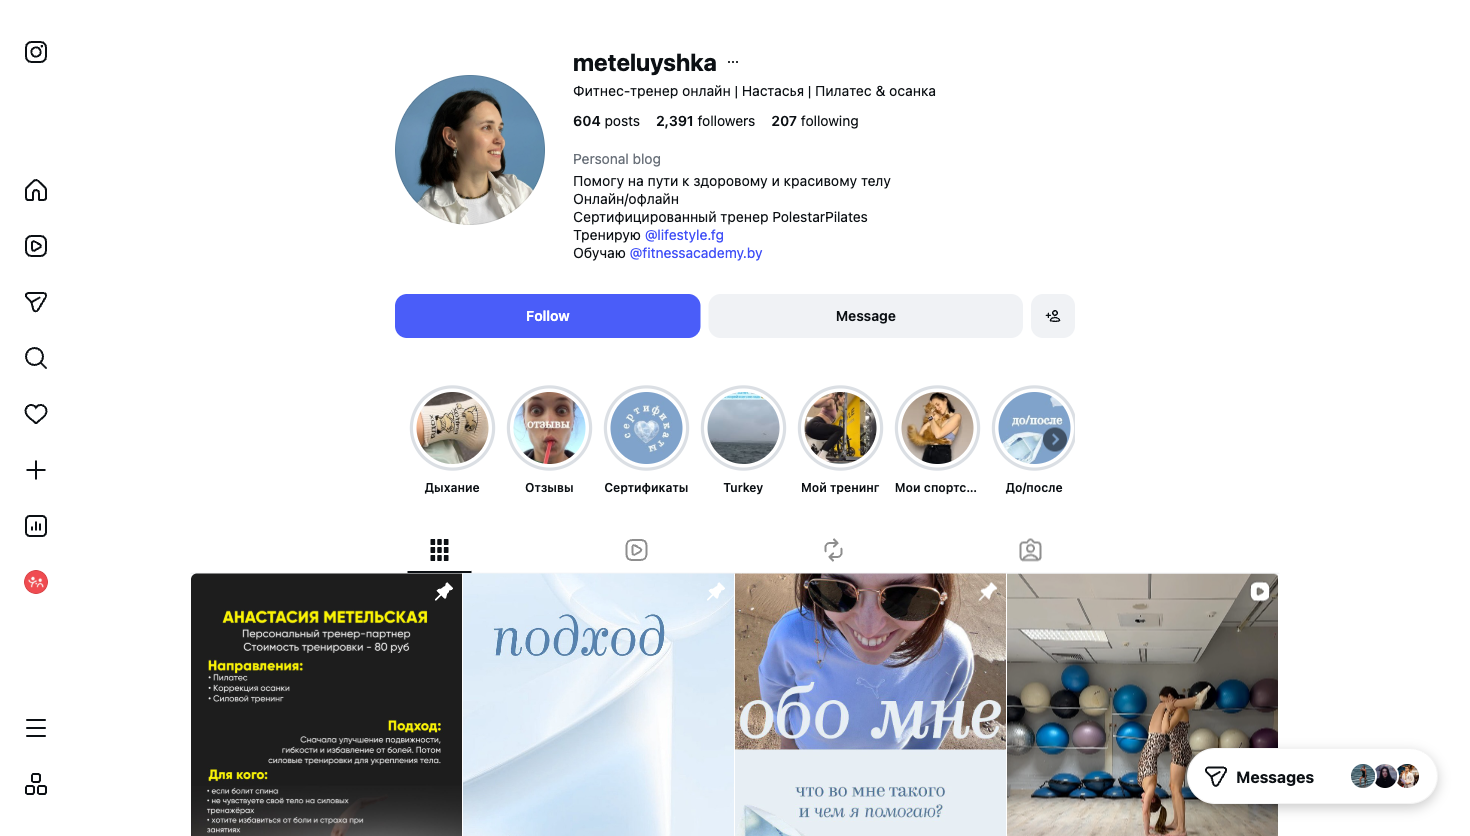 meteluyshka ...
Фитнес-тренер онлайн | Настасья | Пилатес & осанка
604 posts 2,391 followers 207 following
Personal blog
Помогу на пути к здоровому и красивому телу
Онлайн/офлайн
Сертифицированный тренер PolestarPilates
Тренирую @lifestyle.fg
Обучаю @fitnessacademy.by
Follow
Message
отзывы
сертификаты
до/после
Дыхание
Отзывы
Сертификаты
Turkey
Мой тренинг
Мои спортс...
До/после
АНАСТАСИЯ МЕТЕЛЬСКАЯ
Персональный тренер-партнер
Стоимость тренировки - 80 руб
Направления:
• Пилатес
• Коррекция осанки
• Силовой тренинг
Подход:
Сначала улучшение подвижности,
гибкости и избавление от болей. Потом
силовые тренировки для укрепления тела.
Для кого:
• если болит спина
• не чувствуете своё тело на силовых
тренажёрах
• хотите избавиться от боли и страха при
занятиях
подход
обо мне
что во мне такого
и чем я помогаю?
Messages